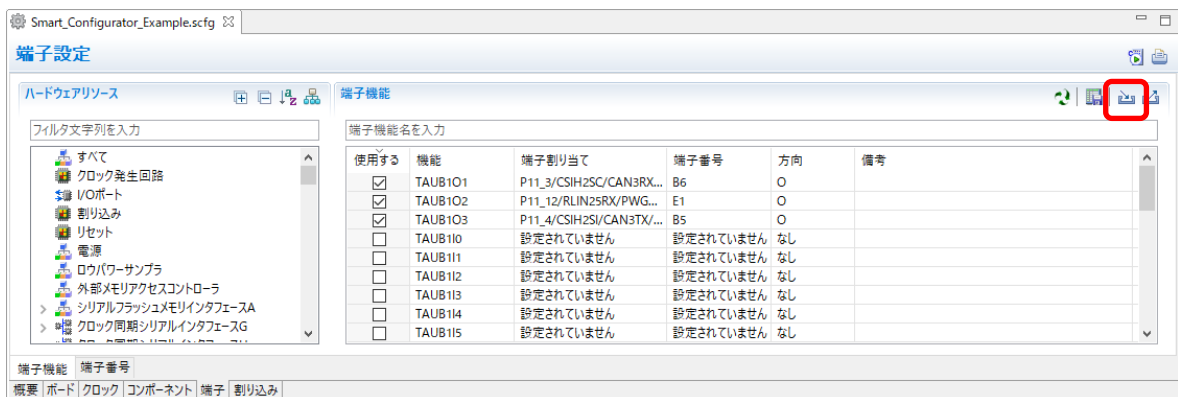 Smart_Configurator_Example.scfg
端子設定
ハードウェアリソース
端子機能
フィルタ文字列を入力
端子機能名を入力
すべて
クロック発生回路
I/Oポート
割り込み
リセット
電源
ロウパワーサンプラ
外部メモリアクセスコントローラ
シリアルフラッシュメモリインタフェースA
クロック同期シリアルインタフェースG
使用する 機能 端子割り当て 端子番号 方向 備考
TAUB1O1 P11_3/CSIH2SC/CAN3RX... B6 O
TAUB1O2 P11_12/RLIN25RX/PWG... E1 O
TAUB1O3 P11_4/CSIH2SI/CAN3TX/... B5 O
TAUB1I0 設定されていません 設定されていません なし
TAUB1I1 設定されていません 設定されていません なし
TAUB1I2 設定されていません 設定されていません なし
TAUB1I3 設定されていません 設定されていません なし
TAUB1I4 設定されていません 設定されていません なし
TAUB1I5 設定されていません 設定されていません なし
端子機能 端子番号
概要 ボード クロック コンポーネント 端子 割り込み